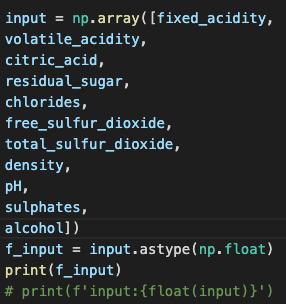 input = np.array([fixed_acidity,
volatile_acidity,
citric_acid,
residual_sugar,
chlorides,
free_sulfur_dioxide,
total_sulfur_dioxide,
density,
pH,
sulphates,
alcohol])
f_input = input.astype(np.float)
print(f_input)
# print(f'input:{float(input)}')